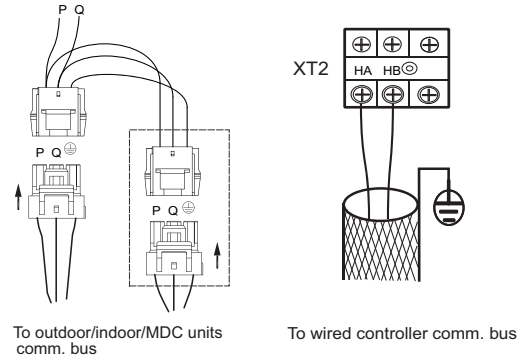 P Q
XT2
HA HB
P Q
P Q
To outdoor/indoor/MDC units
comm. bus
To wired controller comm. bus